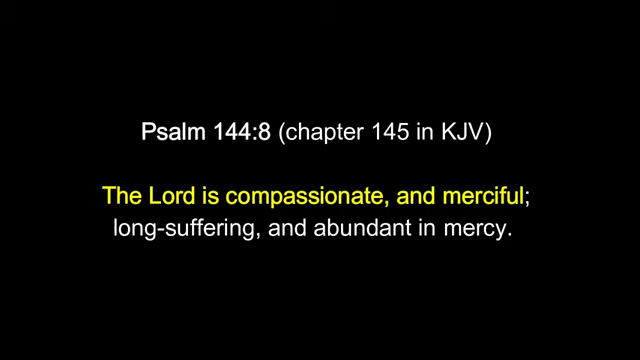 Psalm 144:8 (chapter 145 in KJV)
The Lord is compassionate, and merciful;
long-suffering, and abundant in mercy.